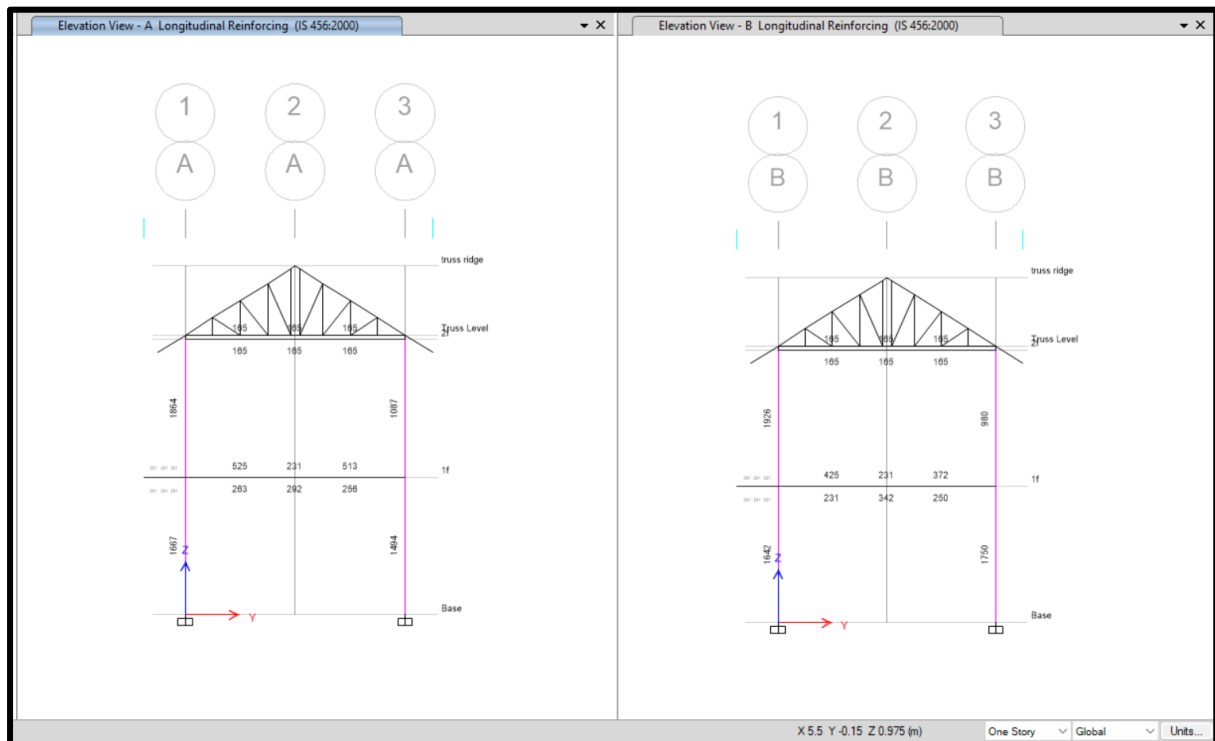 Elevation View - A Longitudinal Reinforcing (IS 456:2000)
1 2 3
A A A
truss ridge
165 165 165
Truss Level
165 165 165
1864 1087
525 231 513
1f
263 292 256
1667 1494
Z
Base
Y
Elevation View - B Longitudinal Reinforcing (IS 456:2000)
1 2 3
B B B
truss ridge
165 165 165
Truss Level
165 165 165
1926 980
425 231 372
1f
231 342 250
1642 1750
Z
Base
Y
X 5.5 Y -0.15 Z 0.975 (m)
One Story
Global
Units...